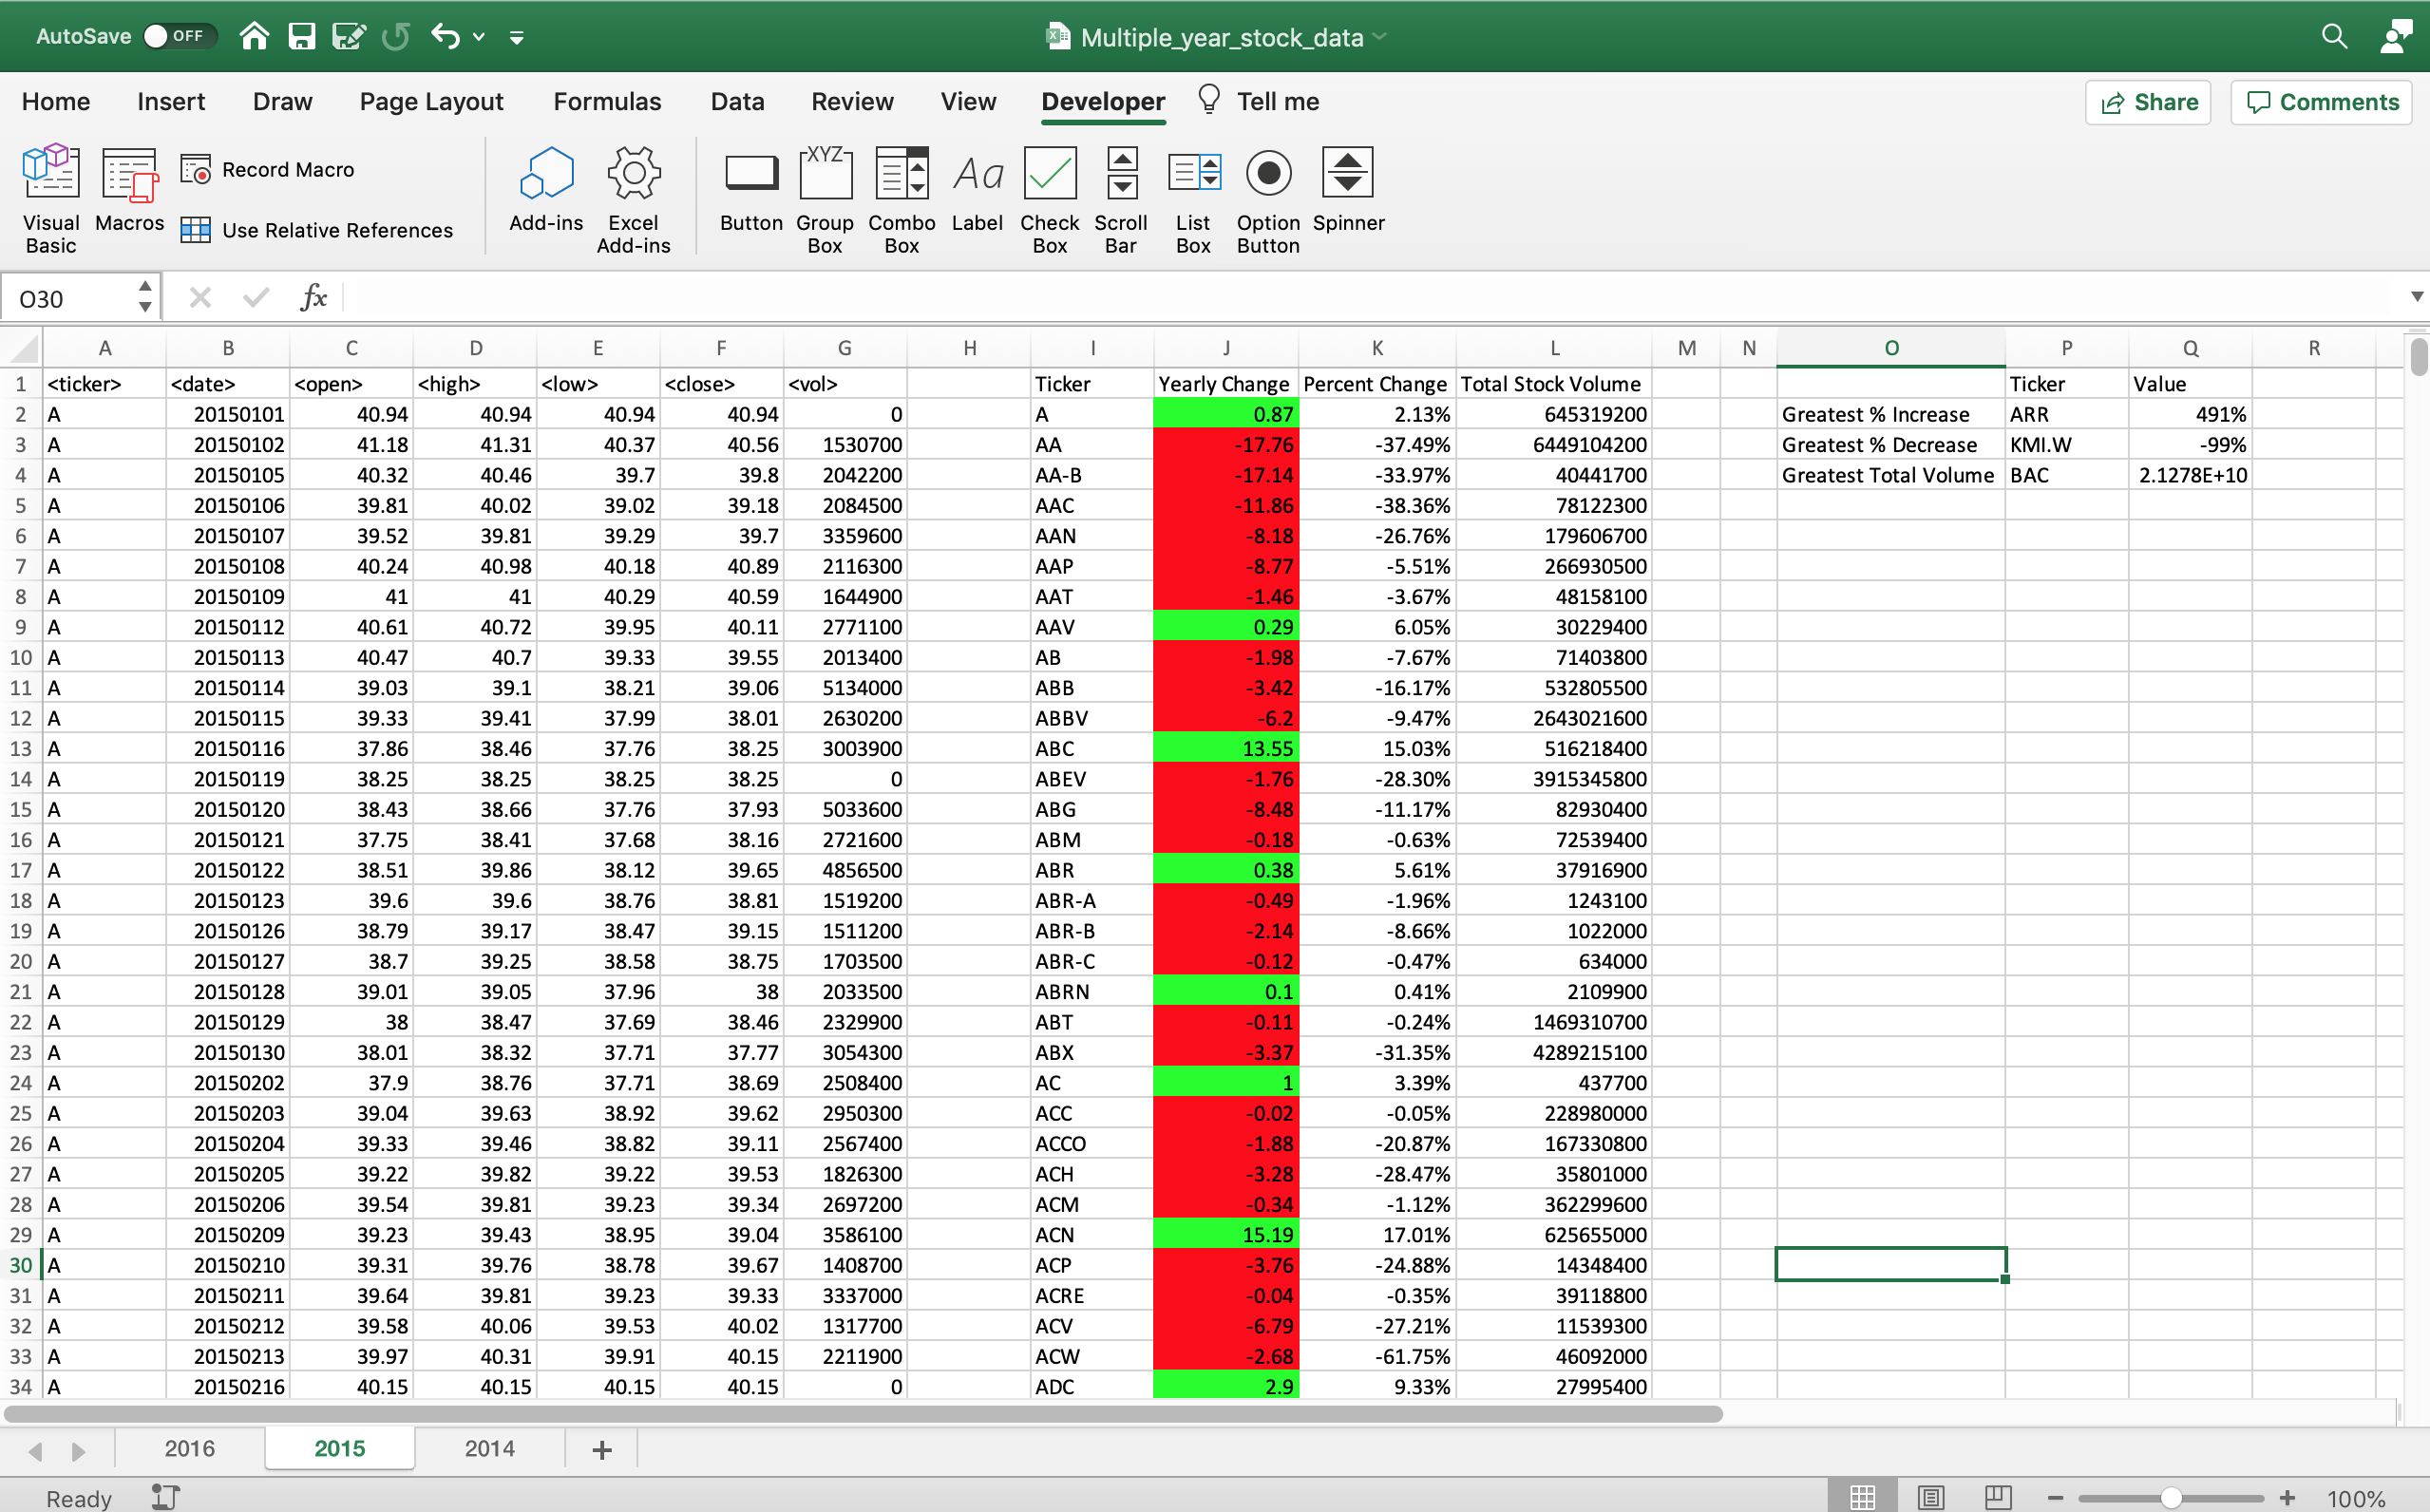 AutoSave OFF Multiple_year_stock_data
Home Insert Draw Page Layout Formulas Data Review View Developer Tell me Share Comments
Visual Basic Macros Record Macro Use Relative References Add-ins Excel Add-ins Button XYZ Group Box Combo Box Aa Label Check Box Scroll Bar List Box Option Button Spinner
O30 fx
A B C D E F G H I J K L M N O P Q R
1 <ticker> <date> <open> <high> <low> <close> <vol> Ticker Yearly Change Percent Change Total Stock Volume Ticker Value
2 A 20150101 40.94 40.94 40.94 40.94 0 A 0.87 2.13% 645319200 Greatest % Increase ARR 491%
3 A 20150102 41.18 41.31 40.37 40.56 1530700 AA -17.76 -37.49% 6449104200 Greatest % Decrease KMI.W -99%
4 A 20150105 40.32 40.46 39.7 39.8 2042200 AA-B -17.14 -33.97% 40441700 Greatest Total Volume BAC 2.1278E+10
5 A 20150106 39.81 40.02 39.02 39.18 2084500 AAC -11.86 -38.36% 78122300
6 A 20150107 39.52 39.81 39.29 39.7 3359600 AAN -8.18 -26.76% 179606700
7 A 20150108 40.24 40.98 40.18 40.89 2116300 AAP -8.77 -5.51% 266930500
8 A 20150109 41 41 40.29 40.59 1644900 AAT -1.46 -3.67% 48158100
9 A 20150112 40.61 40.72 39.95 40.11 2771100 AAV 0.29 6.05% 30229400
10 A 20150113 40.47 40.7 39.33 39.55 2013400 AB -1.98 -7.67% 71403800
11 A 20150114 39.03 39.1 38.21 39.06 5134000 ABB -3.42 -16.17% 532805500
12 A 20150115 39.33 39.41 37.99 38.01 2630200 ABBV -6.2 -9.47% 2643021600
13 A 20150116 37.86 38.46 37.76 38.25 3003900 ABC 13.55 15.03% 516218400
14 A 20150119 38.25 38.25 38.25 38.25 0 ABEV -1.76 -28.30% 3915345800
15 A 20150120 38.43 38.66 37.76 37.93 5033600 ABG -8.48 -11.17% 82930400
16 A 20150121 37.75 38.41 37.68 38.16 2721600 ABM -0.18 -0.63% 72539400
17 A 20150122 38.51 39.86 38.12 39.65 4856500 ABR 0.38 5.61% 37916900
18 A 20150123 39.6 39.6 38.76 38.81 1519200 ABR-A -0.49 -1.96% 1243100
19 A 20150126 38.79 39.17 38.47 39.15 1511200 ABR-B -2.14 -8.66% 1022000
20 A 20150127 38.7 39.25 38.58 38.75 1703500 ABR-C -0.12 -0.47% 634000
21 A 20150128 39.01 39.05 37.96 38 2033500 ABRN 0.1 0.41% 2109900
22 A 20150129 38 38.47 37.69 38.46 2329900 ABT -0.11 -0.24% 1469310700
23 A 20150130 38.01 38.32 37.71 37.77 3054300 ABX -3.37 -31.35% 4289215100
24 A 20150202 37.9 38.76 37.71 38.69 2508400 AC 1 3.39% 437700
25 A 20150203 39.04 39.63 38.92 39.62 2950300 ACC -0.02 -0.05% 228980000
26 A 20150204 39.33 39.46 38.82 39.11 2567400 ACCO -1.88 -20.87% 167330800
27 A 20150205 39.22 39.82 39.22 39.53 1826300 ACH -3.28 -28.47% 35801000
28 A 20150206 39.54 39.81 39.23 39.34 2697200 ACM -0.34 -1.12% 362299600
29 A 20150209 39.23 39.43 38.95 39.04 3586100 ACN 15.19 17.01% 625655000
30 A 20150210 39.31 39.76 38.78 39.67 1408700 ACP -3.76 -24.88% 14348400
31 A 20150211 39.64 39.81 39.23 39.33 3337000 ACRE -0.04 -0.35% 39118800
32 A 20150212 39.58 40.06 39.53 40.02 1317700 ACV -6.79 -27.21% 11539300
33 A 20150213 39.97 40.31 39.91 40.15 2211900 ACW -2.68 -61.75% 46092000
34 A 20150216 40.15 40.15 40.15 40.15 0 ADC 2.9 9.33% 27995400
2016 2015 2014 +
Ready 100%